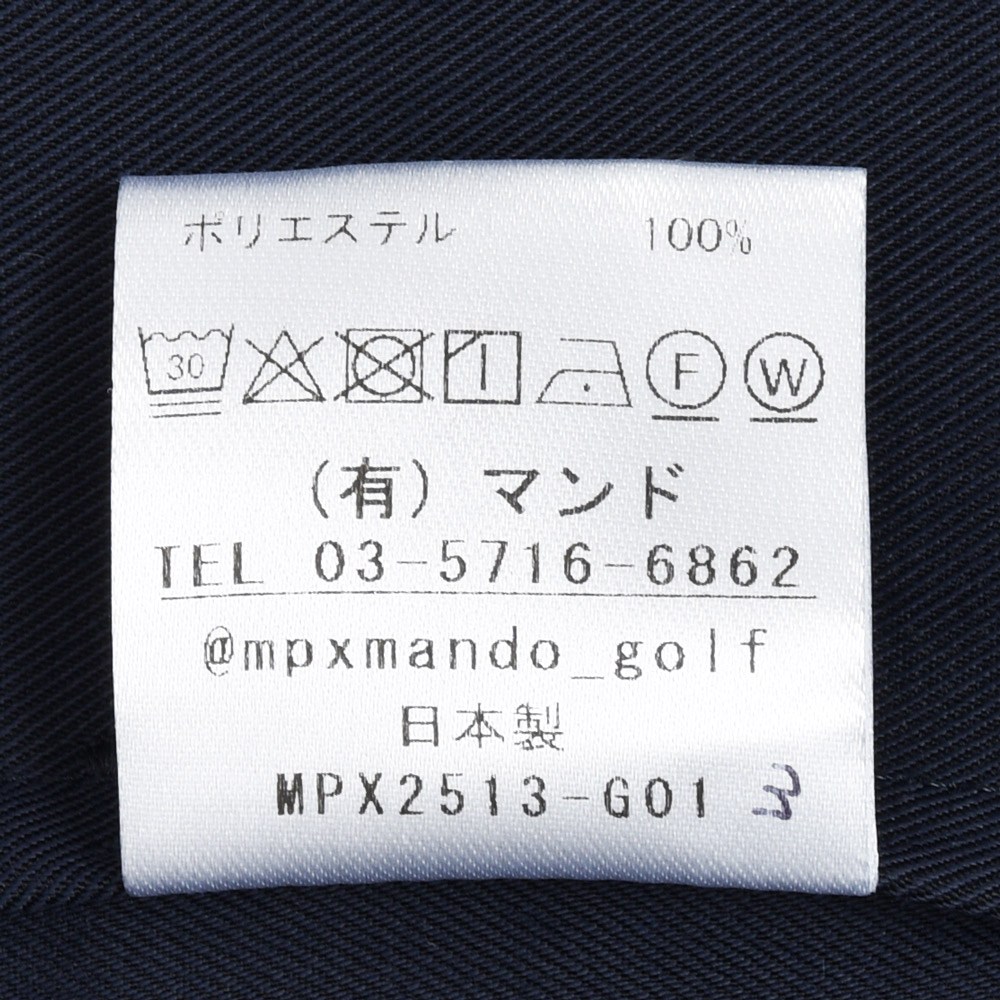 ポリエステル 100%
30 F W
(有) マンド
TEL 03-5716-6862
@mpxmando_golf
日本製
MPX2513-G01 3